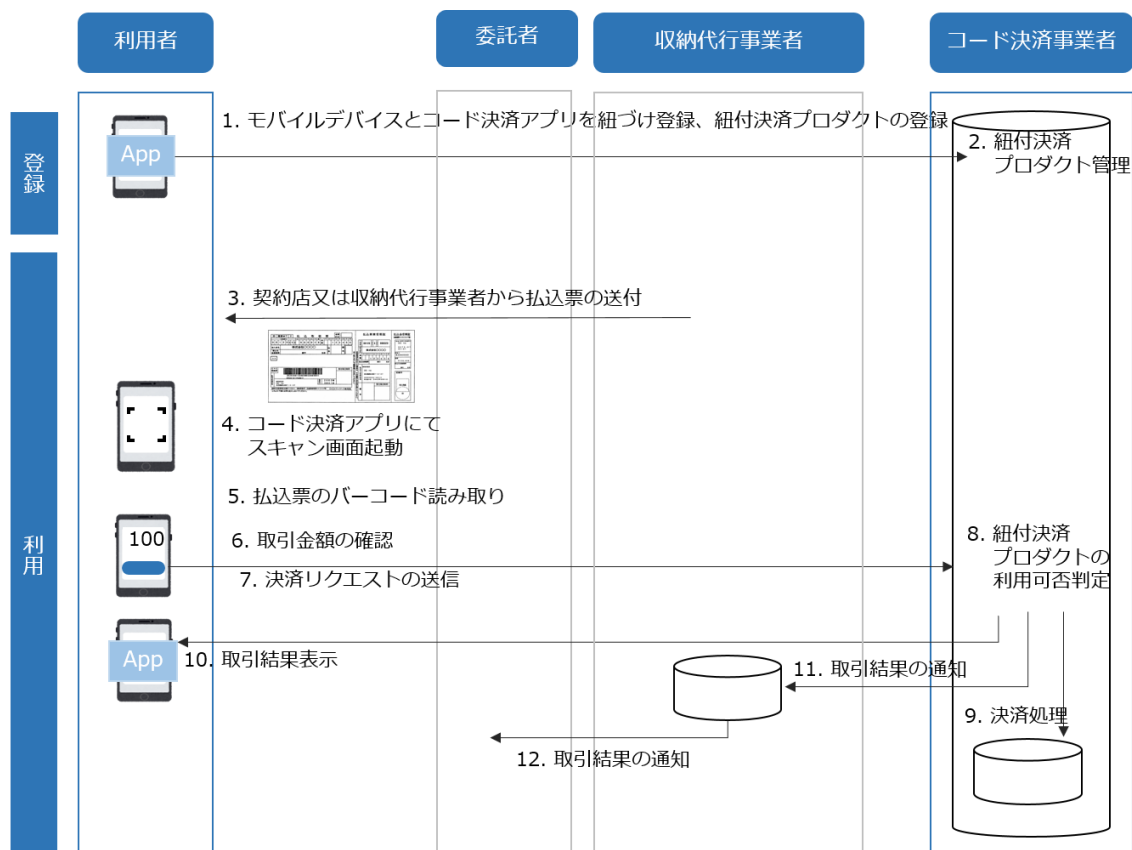 利用者
委託者
収納代行事業者
コード決済事業者
登録
App
1. モバイルデバイスとコード決済アプリを紐づけ登録、紐付決済プロダクトの登録
2. 紐付決済
プロダクト管理
利用
3. 契約店又は収納代行事業者から払込票の送付
4. コード決済アプリにて
スキャン画面起動
5. 払込票のバーコード読み取り
100
6. 取引金額の確認
7. 決済リクエストの送信
8. 紐付決済
プロダクトの
利用可否判定
App
10. 取引結果表示
11. 取引結果の通知
9. 決済処理
12. 取引結果の通知